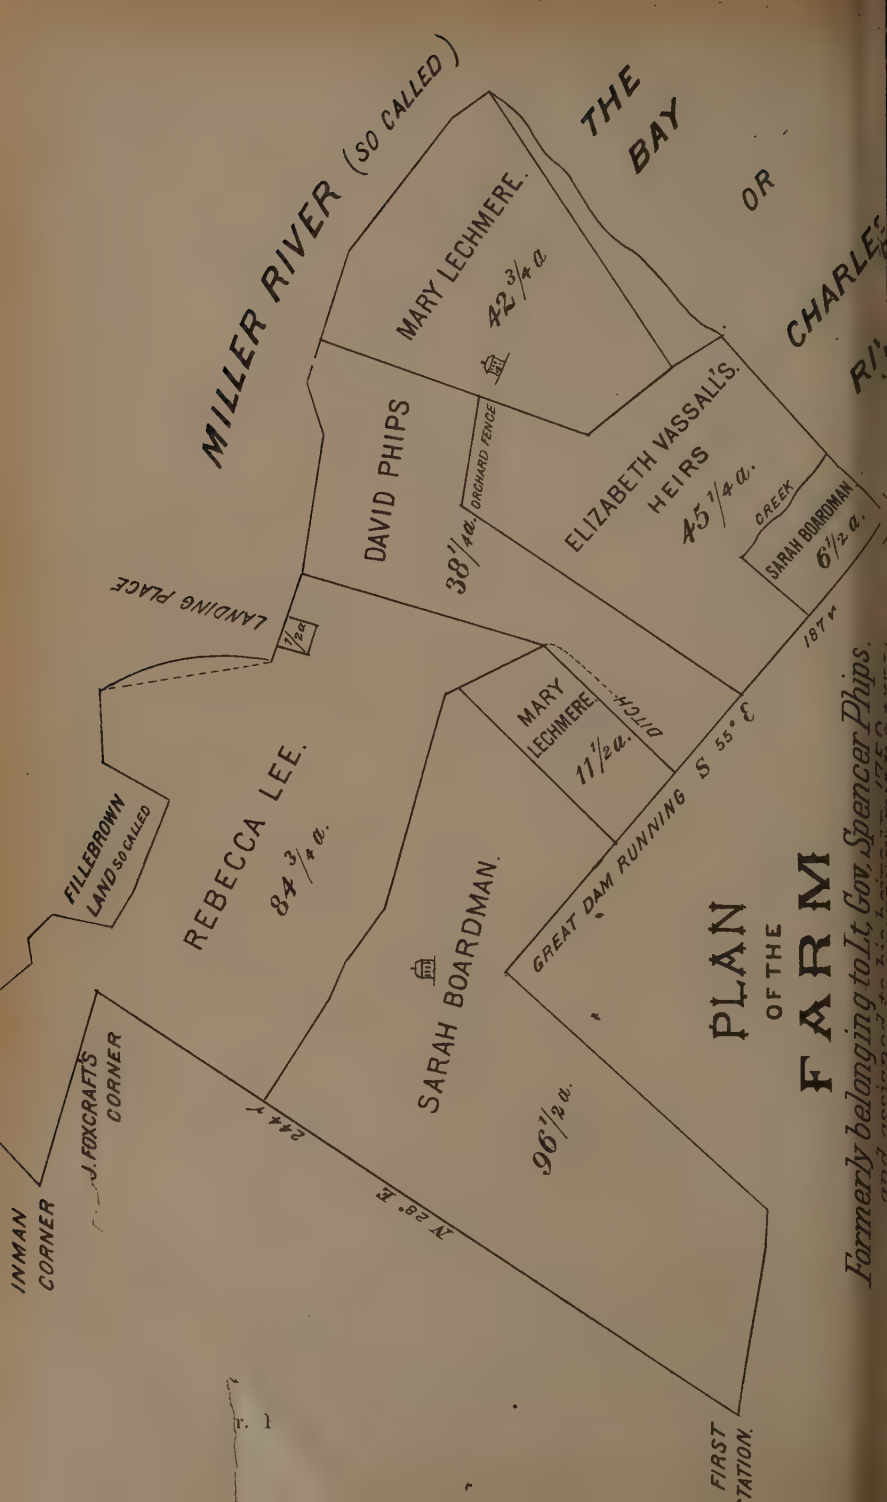 MILLER RIVER (SO CALLED)
THE
BAY
OR
CHARLES
MARY LECHMERE.
42 3/4 a
DAVID PHIPS
38 1/4 a.
ORCHARD FENCE
ELIZABETH VASSALL'S.
HEIRS
45 1/4 a.
CREEK
SARAH BOARDMAN
6 1/2 a.
187 r
LANDING PLACE
1/2 a
MARY
LECHMERE.
11 1/2 a.
DITCH
GREAT DAM RUNNING S 55° E
REBECCA LEE.
84 3/4 a.
FILLEBROWN
LAND SO CALLED
SARAH BOARDMAN.
96 1/2 a.
J. FOXCRAFTS
CORNER
INMAN
CORNER
244 r
N 28° E
FIRST
TATION.
PLAN
OF THE
FARM
Formerly belonging to Lt. Gov. Spencer Phips.
r. 1